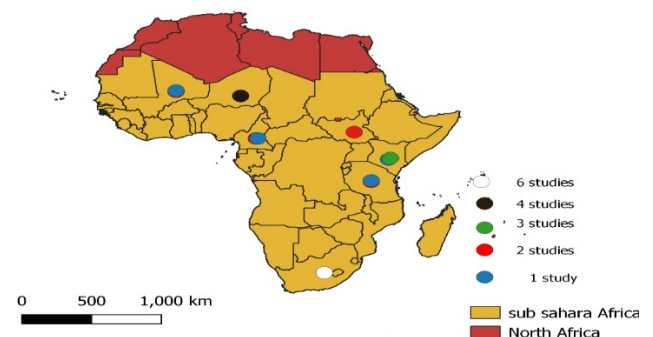 6 studies
4 studies
3 studies
2 studies
1 study
0 500 1,000 km
sub sahara Africa
North Africa